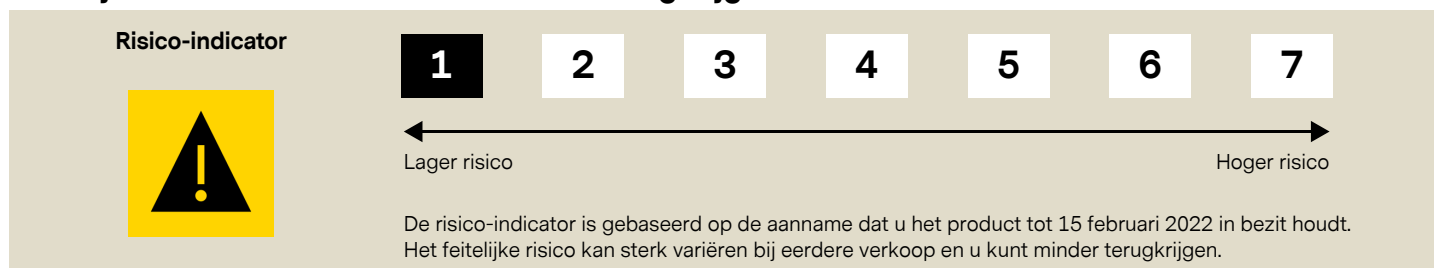 Risico-indicator
1 2 3 4 5 6 7
Lager risico Hoger risico
De risico-indicator is gebaseerd op de aanname dat u het product tot 15 februari 2022 in bezit houdt.
Het feitelijke risico kan sterk variëren bij eerdere verkoop en u kunt minder terugkrijgen.